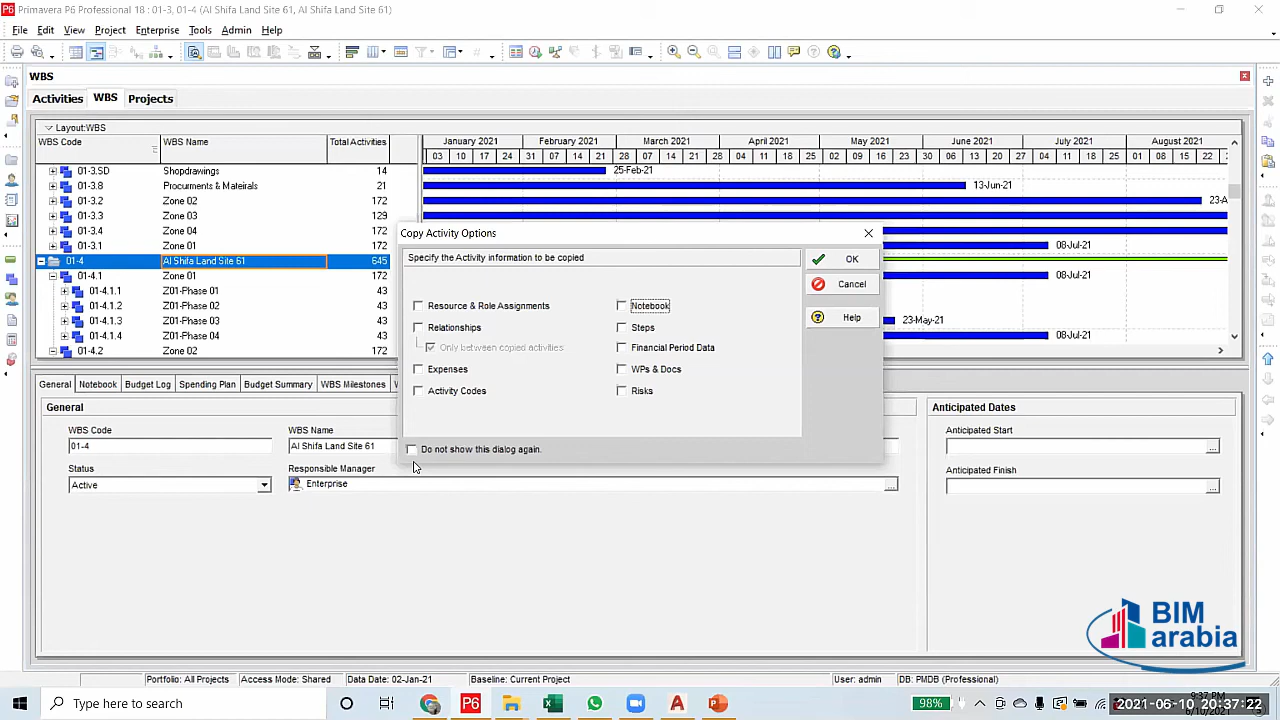 Primavera P6 Professional 18 : 01-3, 01-4 (Al Shifa Land Site 61, Al Shifa Land Site 61)
File Edit View Project Enterprise Tools Admin Help
WBS
Activities WBS Projects
Layout:WBS
WBS Code WBS Name Total Activities
January 2021 February 2021 March 2021 April 2021 May 2021 June 2021 July 2021 August 2021
03 10 17 24 31 07 14 21 28 07 14 21 28 04 11 18 25 02 09 16 23 30 06 13 20 27 04 11 18 25 01 08 15 22
01-3.SD Shopdrawings 14 25-Feb-21
01-3.8 Procurments & Mateirals 21 13-Jun-21
01-3.2 Zone 02 172 23-A
01-3.3 Zone 03 129
01-3.4 Zone 04 172
01-3.1 Zone 01 172 08-Jul-21
01-4 Al Shifa Land Site 61 645
01-4.1 Zone 01 172 08-Jul-21
01-4.1.1 Z01-Phase 01 43
01-4.1.2 Z01-Phase 02 43
01-4.1.3 Z01-Phase 03 43 23-May-21
01-4.1.4 Z01-Phase 04 43 08-Jul-21
01-4.2 Zone 02 172
Copy Activity Options
Specify the Activity information to be copied
OK
Cancel
Help
Resource & Role Assignments Notebook
Relationships Steps
Only between copied activities Financial Period Data
Expenses WPs & Docs
Activity Codes Risks
Do not show this dialog again.
General Notebook Budget Log Spending Plan Budget Summary WBS Milestones W
General
WBS Code WBS Name
01-4 Al Shifa Land Site 61
Status Responsible Manager
Active Enterprise
Anticipated Dates
Anticipated Start
Anticipated Finish
BIM
arabia
Portfolio: All Projects Access Mode: Shared Data Date: 02-Jan-21 Baseline: Current Project User: admin DB: PMDB (Professional)
Type here to search
98%
9:37 PM
6/10/2021
2021-06-10 20:37:22